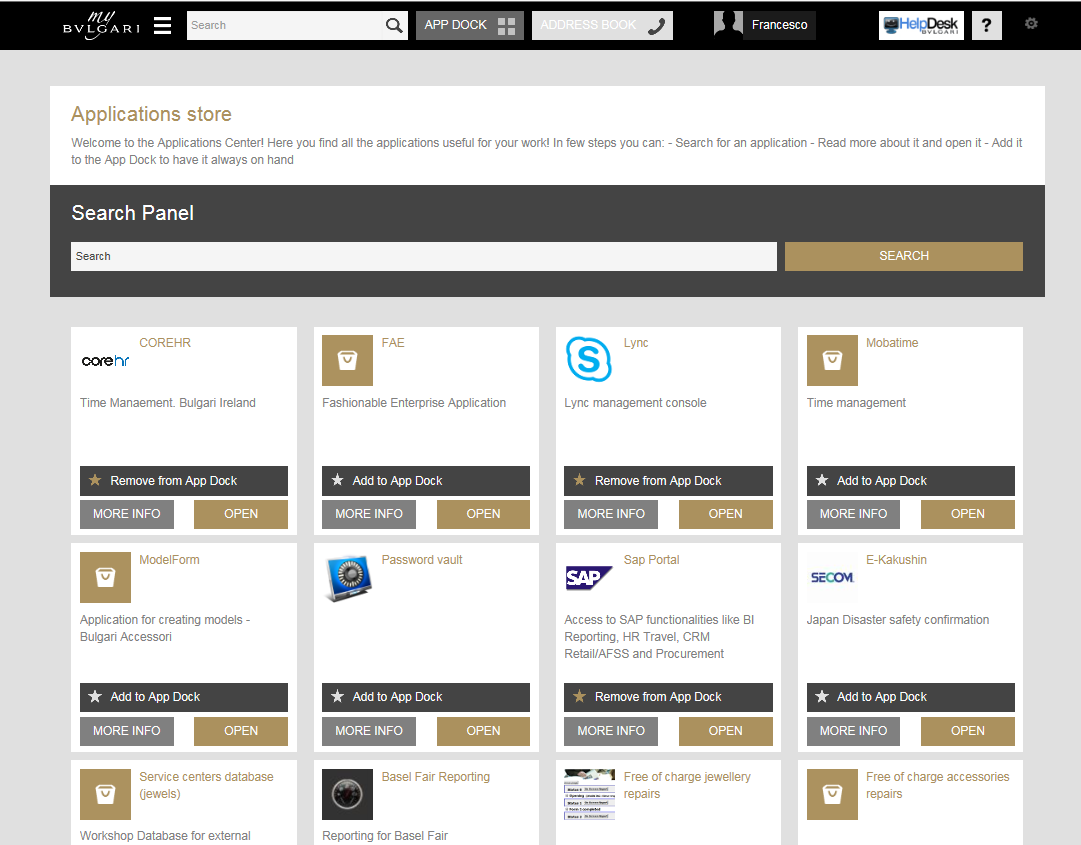 my
BVLGARI
Search
APP DOCK
ADDRESS BOOK
Francesco
HelpDesk
BVLGARI
?
Applications store
Welcome to the Applications Center! Here you find all the applications useful for your work! In few steps you can: - Search for an application - Read more about it and open it - Add it
to the App Dock to have it always on hand
Search Panel
Search
SEARCH
corehr
COREHR
Time Manaement. Bulgari Ireland
Remove from App Dock
MORE INFO
OPEN
FAE
Fashionable Enterprise Application
Add to App Dock
MORE INFO
OPEN
S
Lync
Lync management console
Remove from App Dock
MORE INFO
OPEN
Mobatime
Time management
Add to App Dock
MORE INFO
OPEN
ModelForm
Application for creating models -
Bulgari Accessori
Add to App Dock
MORE INFO
OPEN
Password vault
Add to App Dock
MORE INFO
OPEN
SAP
Sap Portal
Access to SAP functionalities like BI
Reporting, HR Travel, CRM
Retail/AFSS and Procurement
Remove from App Dock
MORE INFO
OPEN
SECOM
E-Kakushin
Japan Disaster safety confirmation
Add to App Dock
MORE INFO
OPEN
Service centers database
(jewels)
Workshop Database for external
Basel Fair Reporting
Reporting for Basel Fair
Free of charge jewellery
repairs
Free of charge accessories
repairs